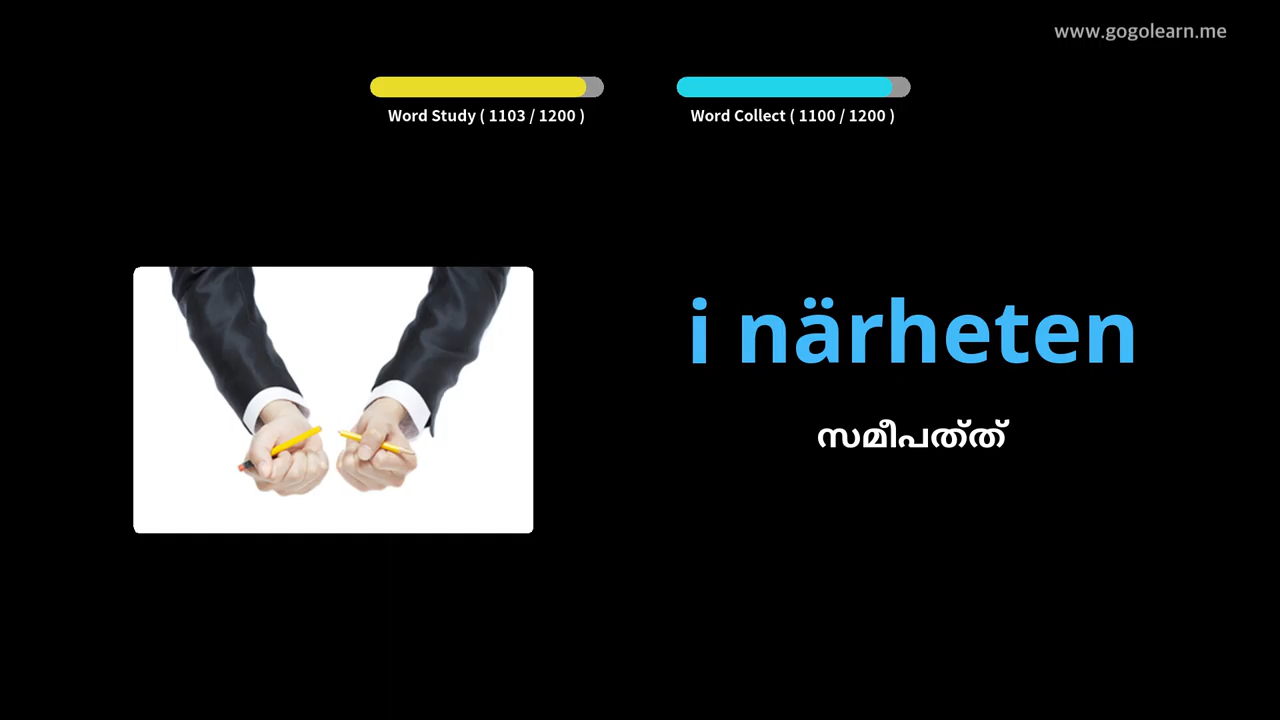 www.gogolearn.me
Word Study ( 1103 / 1200 )
Word Collect ( 1100 / 1200 )
i närheten
സമീപത്ത്